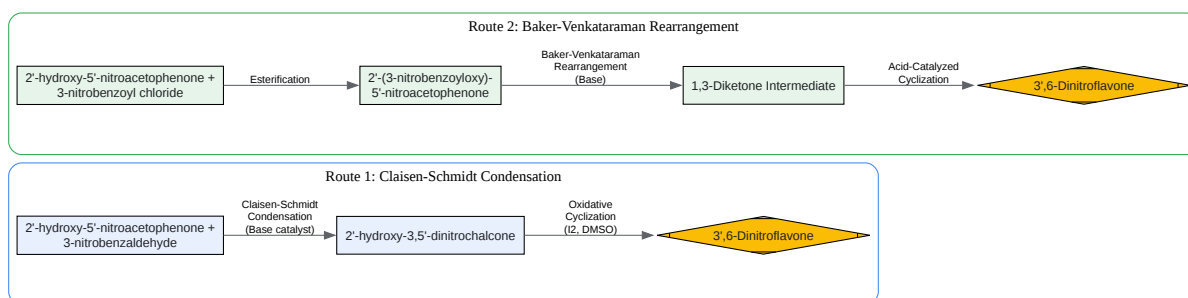 Route 2: Baker-Venkataraman Rearrangement
2'-hydroxy-5'-nitroacetophenone +
3-nitrobenzoyl chloride
Esterification
2'-(3-nitrobenzoyloxy)-
5'-nitroacetophenone
Baker-Venkataraman
Rearrangement
(Base)
1,3-Diketone Intermediate
Acid-Catalyzed
Cyclization
3',6-Dinitroflavone
Route 1: Claisen-Schmidt Condensation
2'-hydroxy-5'-nitroacetophenone +
3-nitrobenzaldehyde
Claisen-Schmidt
Condensation
(Base catalyst)
2'-hydroxy-3,5'-dinitrochalcone
Oxidative
Cyclization
(I2, DMSO)
3',6-Dinitroflavone